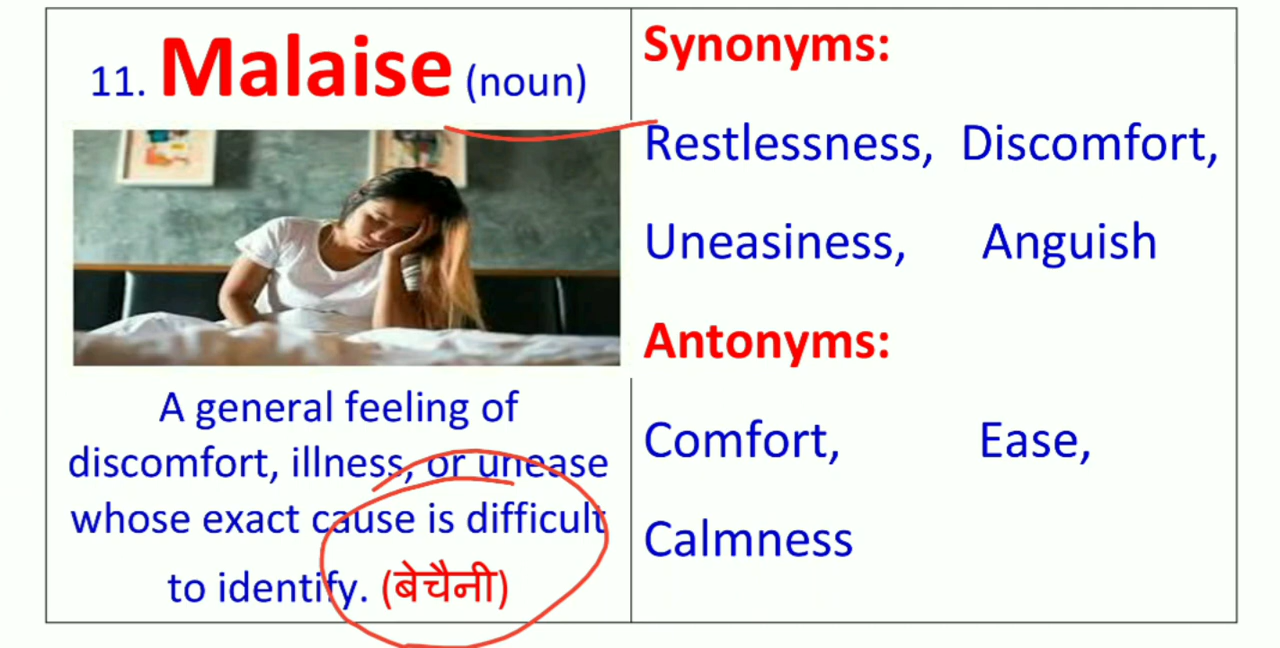 11. Malaise (noun)
A general feeling of
discomfort, illness, or unease
whose exact cause is difficult
to identify. (बेचैनी)
Synonyms:
Restlessness, Discomfort,
Uneasiness, Anguish
Antonyms:
Comfort, Ease,
Calmness